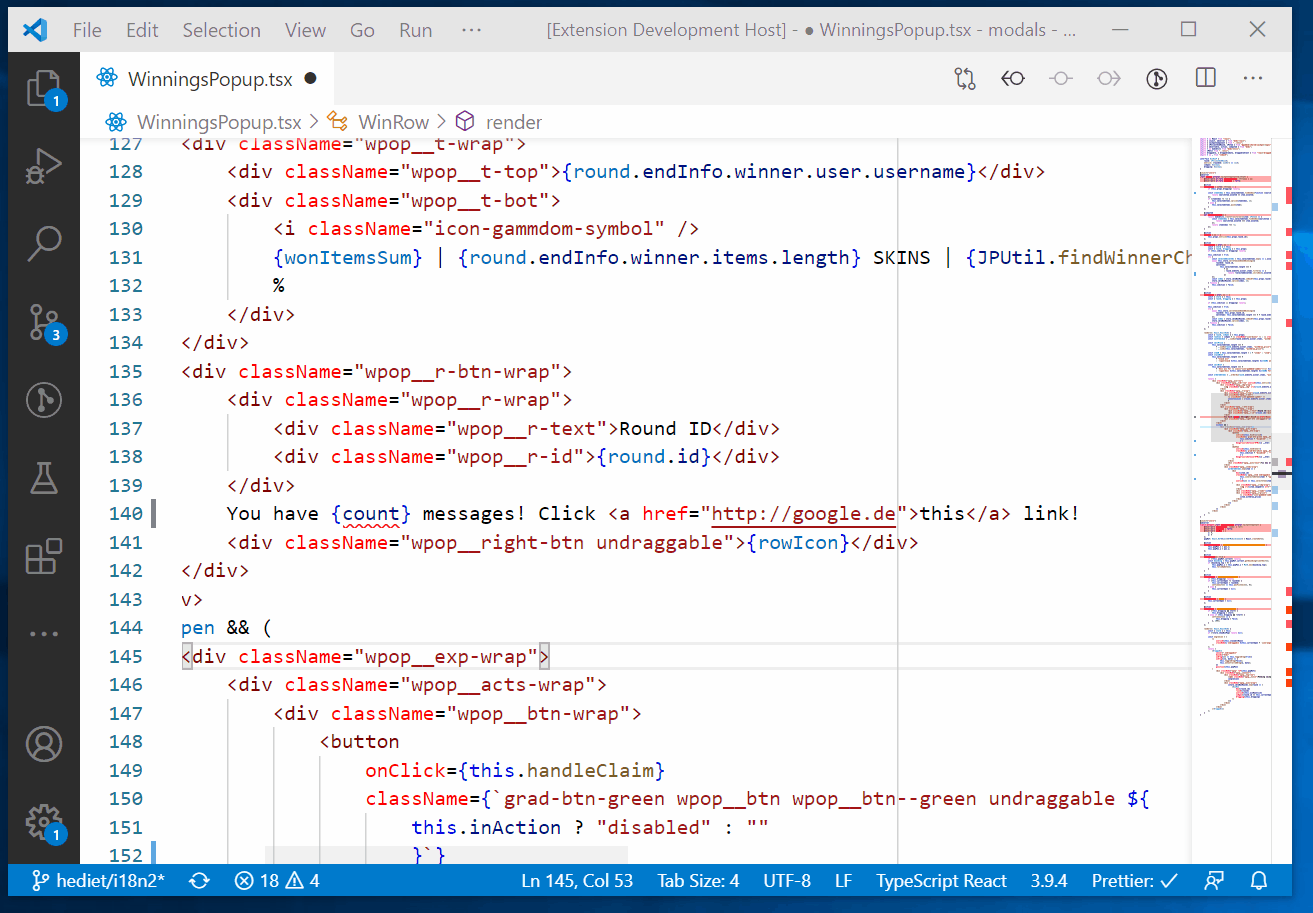 File Edit Selection View Go Run ··· [Extension Development Host] - ● WinningsPopup.tsx - modals - ...
WinningsPopup.tsx ●
WinningsPopup.tsx > WinRow > render
127 <div className="wpop__t-wrap">
128 <div className="wpop__t-top">{round.endInfo.winner.user.username}</div>
129 <div className="wpop__t-bot">
130 <i className="icon-gammdom-symbol" />
131 {wonItemsSum} | {round.endInfo.winner.items.length} SKINS | {JPUtil.findWinnerCh
132 %
133 </div>
134 </div>
135 <div className="wpop__r-btn-wrap">
136 <div className="wpop__r-wrap">
137 <div className="wpop__r-text">Round ID</div>
138 <div className="wpop__r-id">{round.id}</div>
139 </div>
140 You have {count} messages! Click <a href="http://google.de">this</a> link!
141 <div className="wpop__right-btn undraggable">{rowIcon}</div>
142 </div>
143 v>
144 pen && (
145 <div className="wpop__exp-wrap">
146 <div className="wpop__acts-wrap">
147 <div className="wpop__btn-wrap">
148 <button
149 onClick={this.handleClaim}
150 className={`grad-btn-green wpop__btn wpop__btn--green undraggable ${
151 this.inAction ? "disabled" : ""
152 }`}
1
3
1
hediet/i18n2* 18 4 Ln 145, Col 53 Tab Size: 4 UTF-8 LF TypeScript React 3.9.4 Prettier: ✓